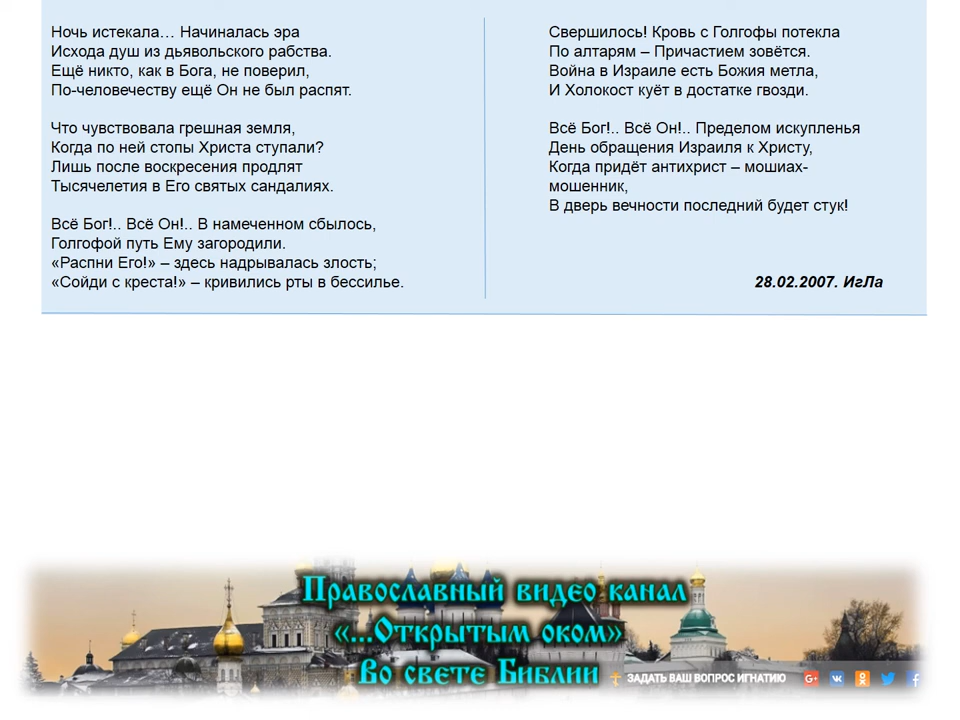 Ночь истекала… Начиналась эра
Исхода душ из дьявольского рабства.
Ещё никто, как в Бога, не поверил,
По-человечеству ещё Он не был распят.
Что чувствовала грешная земля,
Когда по ней стопы Христа ступали?
Лишь после воскресения продлят
Тысячелетия в Его святых сандалиях.
Всё Бог!.. Всё Он!.. В намеченном сбылось,
Голгофой путь Ему загородили.
«Распни Его!» – здесь надрывалась злость;
«Сойди с креста!» – кривились рты в бессилье.
Свершилось! Кровь с Голгофы потекла
По алтарям – Причастием зовётся.
Война в Израиле есть Божия метла,
И Холокост куёт в достатке гвозди.
Всё Бог!.. Всё Он!.. Пределом искупленья
День обращения Израиля к Христу,
Когда придёт антихрист – мошиах-
мошенник,
В дверь вечности последний будет стук!
28.02.2007. ИгЛа
Православный видео канал
«...Открытым оком»
Во свете Библии
ЗАДАТЬ ВАШ ВОПРОС ИГНАТИЮ